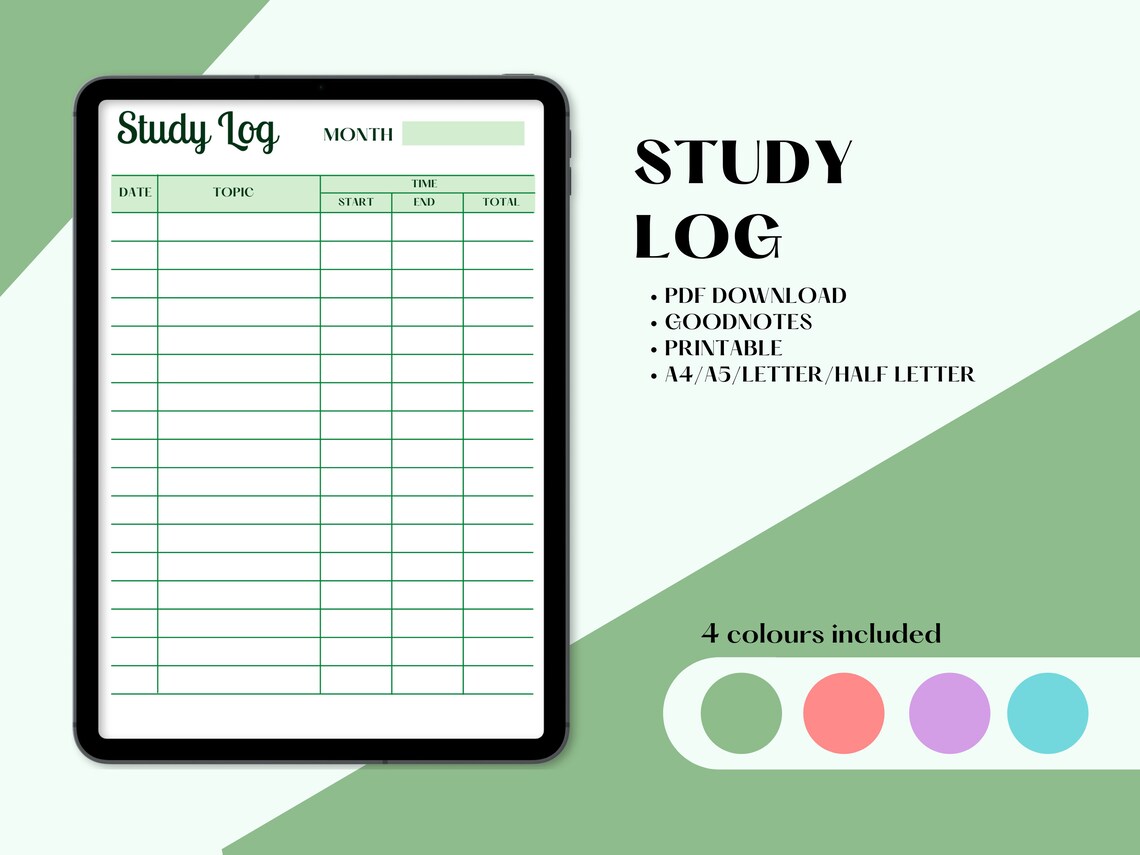 Study Log
MONTH
DATE
TOPIC
TIME
START
END
TOTAL
STUDY
LOG
• PDF DOWNLOAD
• GOODNOTES
• PRINTABLE
• A4/A5/LETTER/HALF LETTER
4 colours included